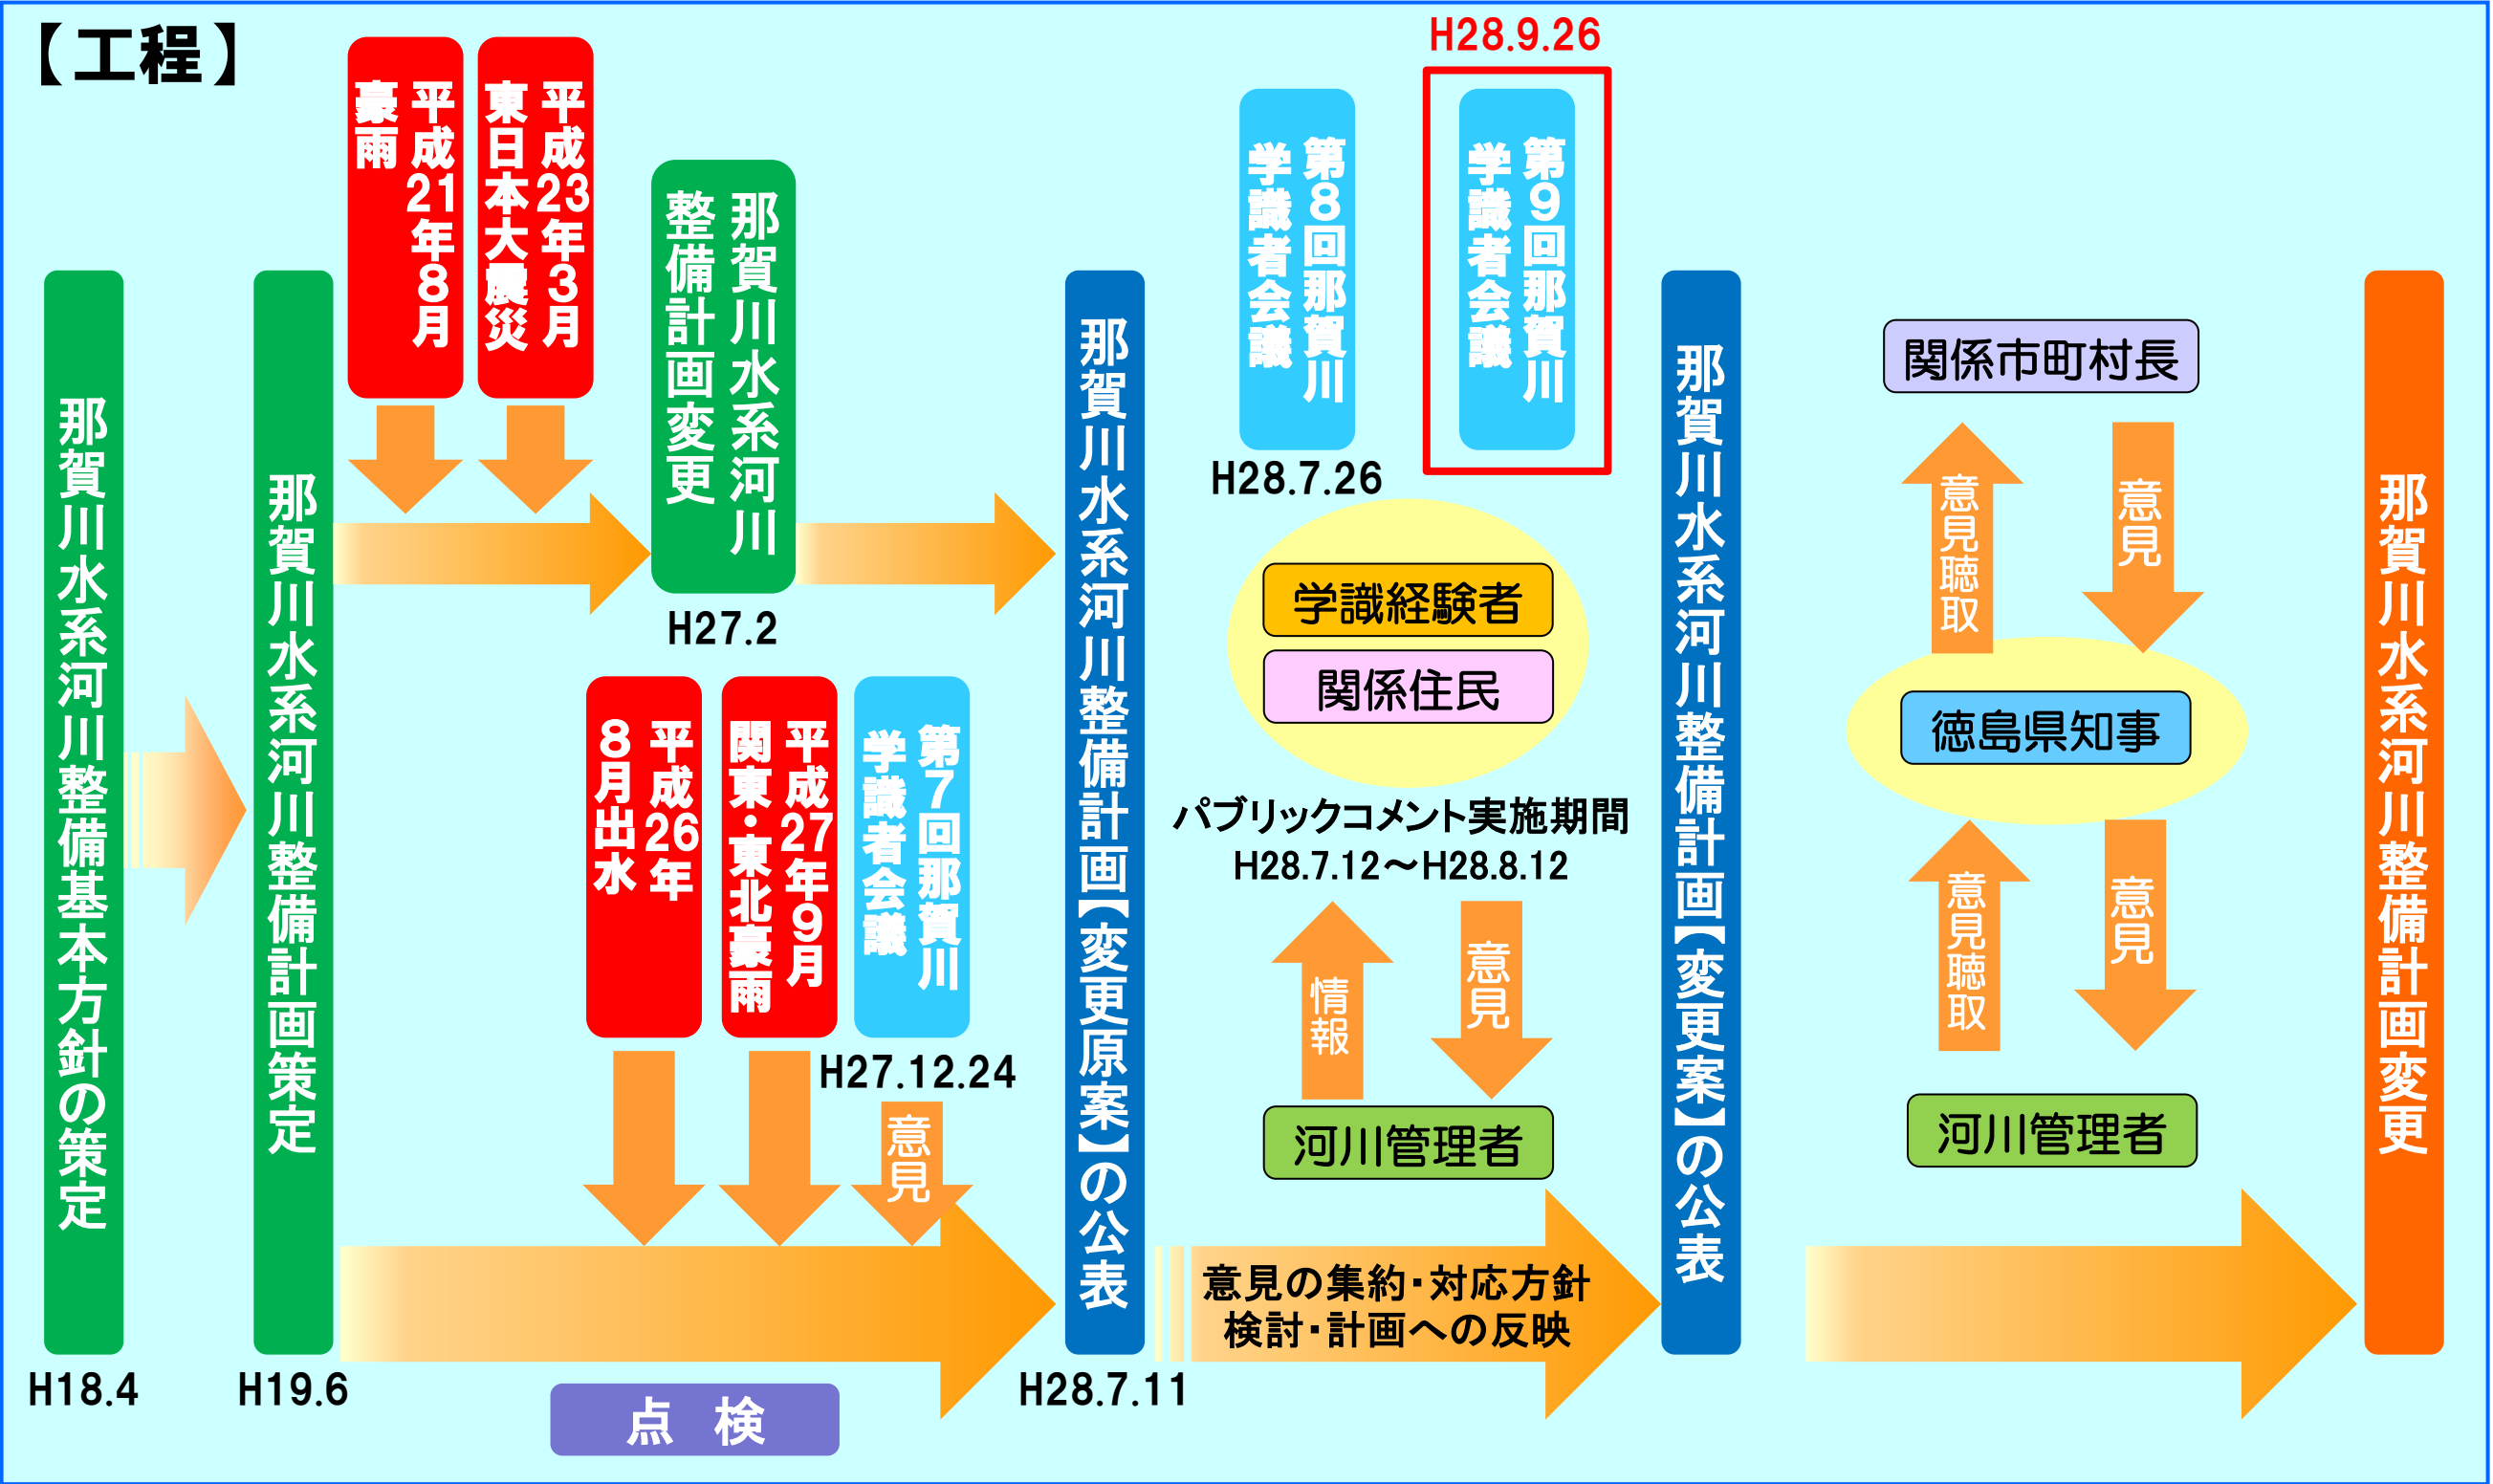 【工程】
那賀川水系河川整備基本方針の策定
H18.4
那賀川水系河川整備計画策定
H19.6
平成21年8月
豪雨
平成23年3月
東日本大震災
那賀川水系河川
整備計画変更
H27.2
平成26年
8月出水
平成27年9月
関東・東北豪雨
第7回那賀川
学識者会議
H27.12.24
意見
点　検
那賀川水系河川整備計画【変更原案】の公表
H28.7.11
第8回那賀川
学識者会議
H28.7.26
H28.9.26
第9回那賀川
学識者会議
学識経験者
関係住民
パブリックコメント実施期間
H28.7.12～H28.8.12
情報
意見
河川管理者
意見の集約・対応方針
検討・計画への反映
那賀川水系河川整備計画【変更案】の公表
関係市町村長
意見聴取
意見
徳島県知事
意見聴取
意見
河川管理者
那賀川水系河川整備計画変更